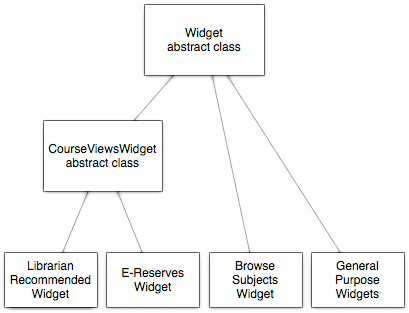 Widget
abstract class
CourseViewsWidget
abstract class
Librarian
Recommended
Widget
E-Reserves
Widget
Browse
Subjects
Widget
General
Purpose
Widgets